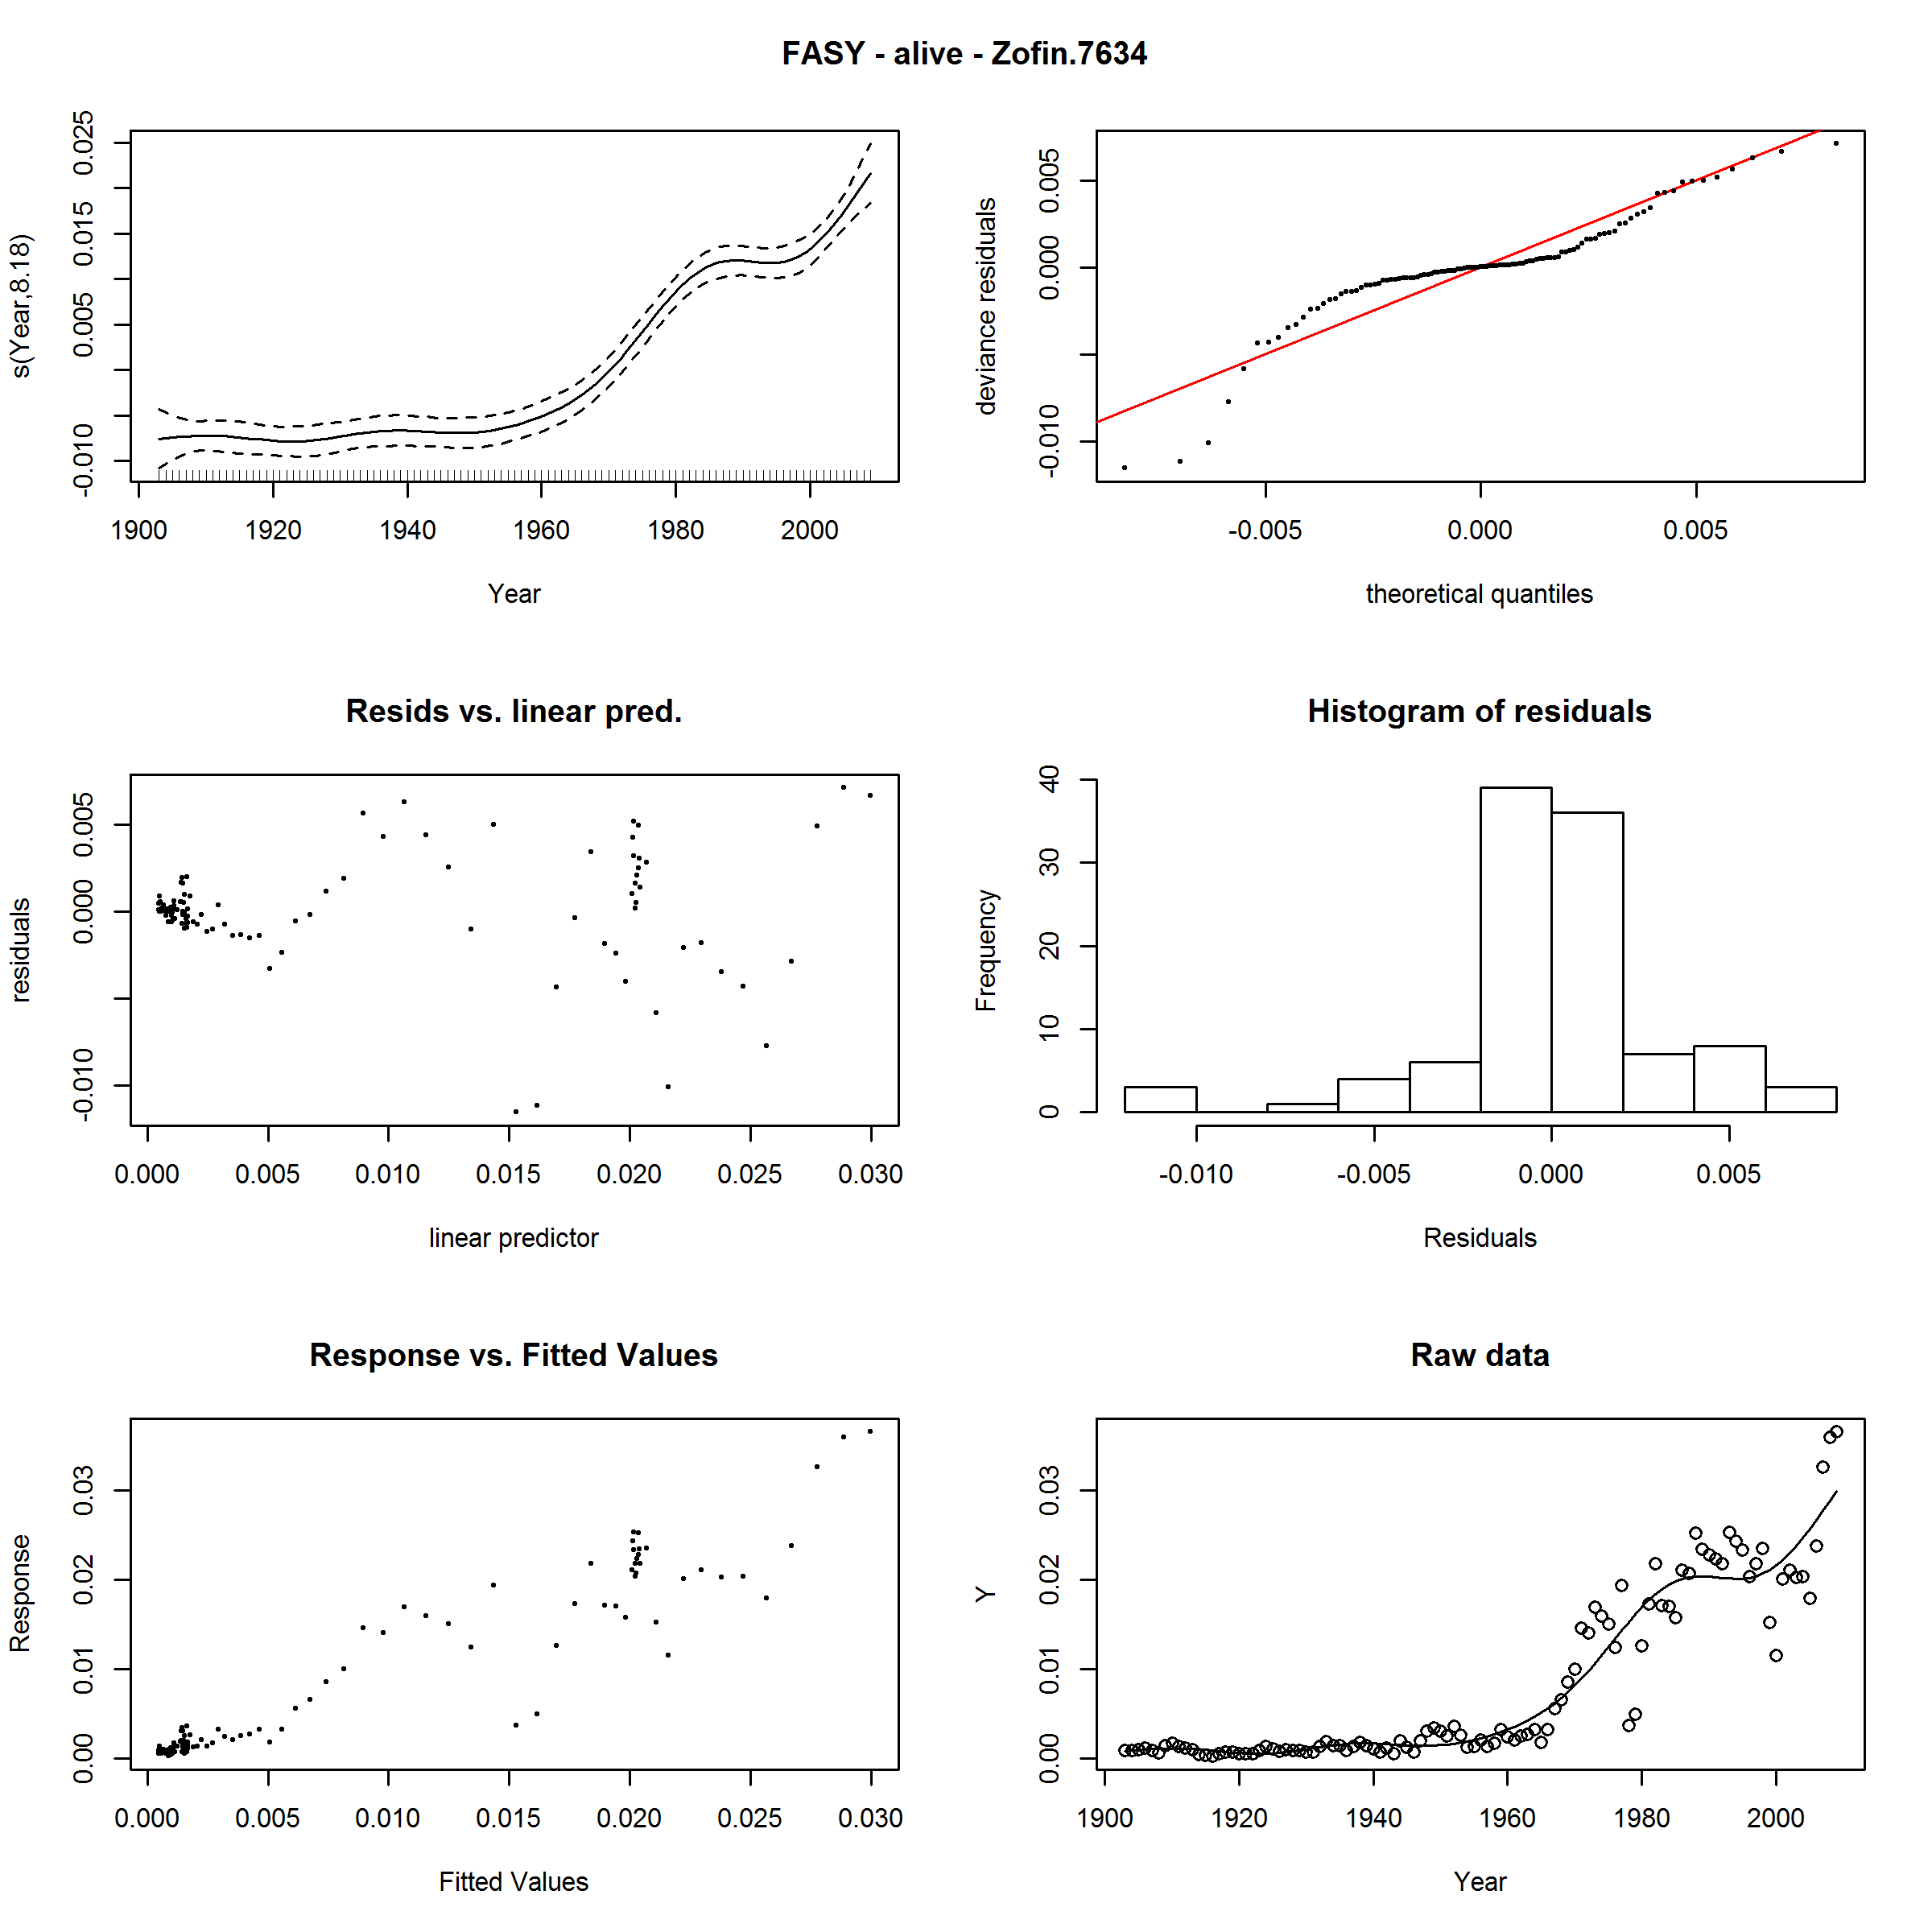 FASY - alive - Zofin.7634
s(Year,8.18)
-0.010 0.005 0.015 0.025
1900 1920 1940 1960 1980 2000
Year
deviance residuals
-0.010 0.000 0.005
-0.005 0.000 0.005
theoretical quantiles
Resids vs. linear pred.
residuals
-0.010 0.000 0.005
0.000 0.005 0.010 0.015 0.020 0.025 0.030
linear predictor
Histogram of residuals
Frequency
0 10 20 30 40
-0.010 -0.005 0.000 0.005
Residuals
Response vs. Fitted Values
Response
0.00 0.01 0.02 0.03
0.000 0.005 0.010 0.015 0.020 0.025 0.030
Fitted Values
Raw data
Y
0.00 0.01 0.02 0.03
1900 1920 1940 1960 1980 2000
Year